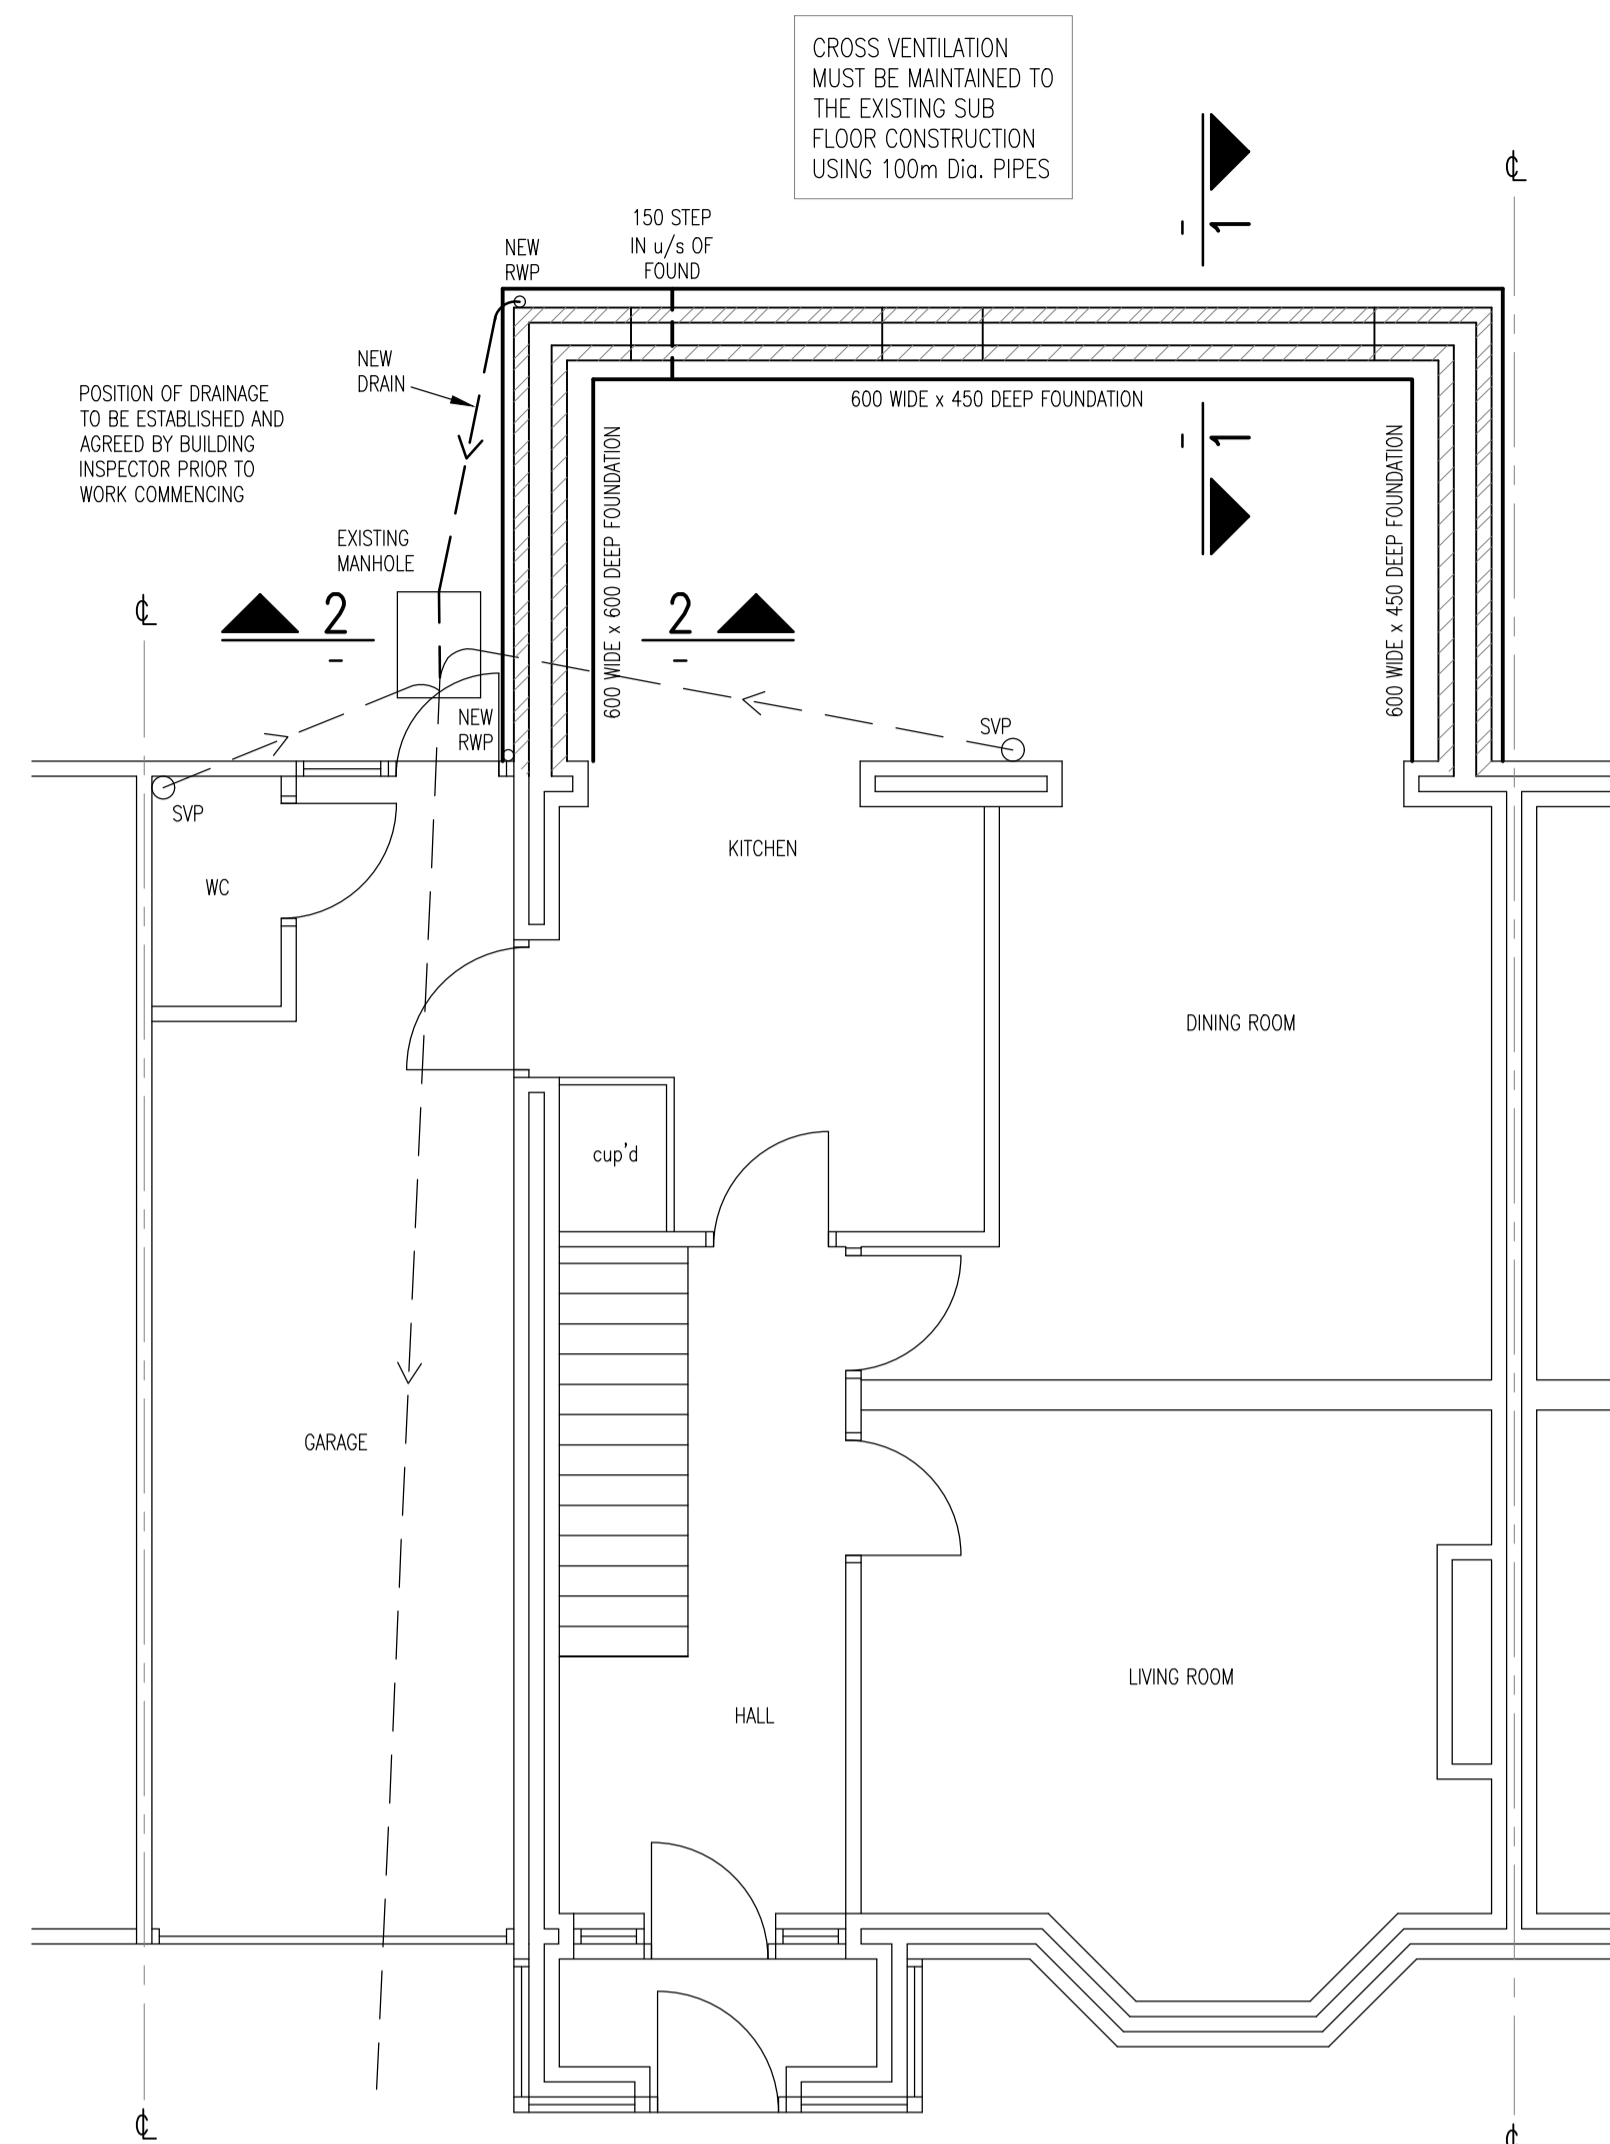 CROSS VENTILATION
MUST BE MAINTAINED TO
THE EXISTING SUB
FLOOR CONSTRUCTION
USING 100m Dia. PIPES
℄
150 STEP
IN u/s OF
FOUND
NEW
RWP
-
1
NEW
DRAIN
POSITION OF DRAINAGE
TO BE ESTABLISHED AND
AGREED BY BUILDING
INSPECTOR PRIOR TO
WORK COMMENCING
600 WIDE x 450 DEEP FOUNDATION
-
1
600 WIDE x 600 DEEP FOUNDATION
600 WIDE x 450 DEEP FOUNDATION
EXISTING
MANHOLE
℄
2
-
2
-
NEW
RWP
SVP
SVP
KITCHEN
WC
DINING ROOM
cup'd
GARAGE
LIVING ROOM
HALL
℄
℄